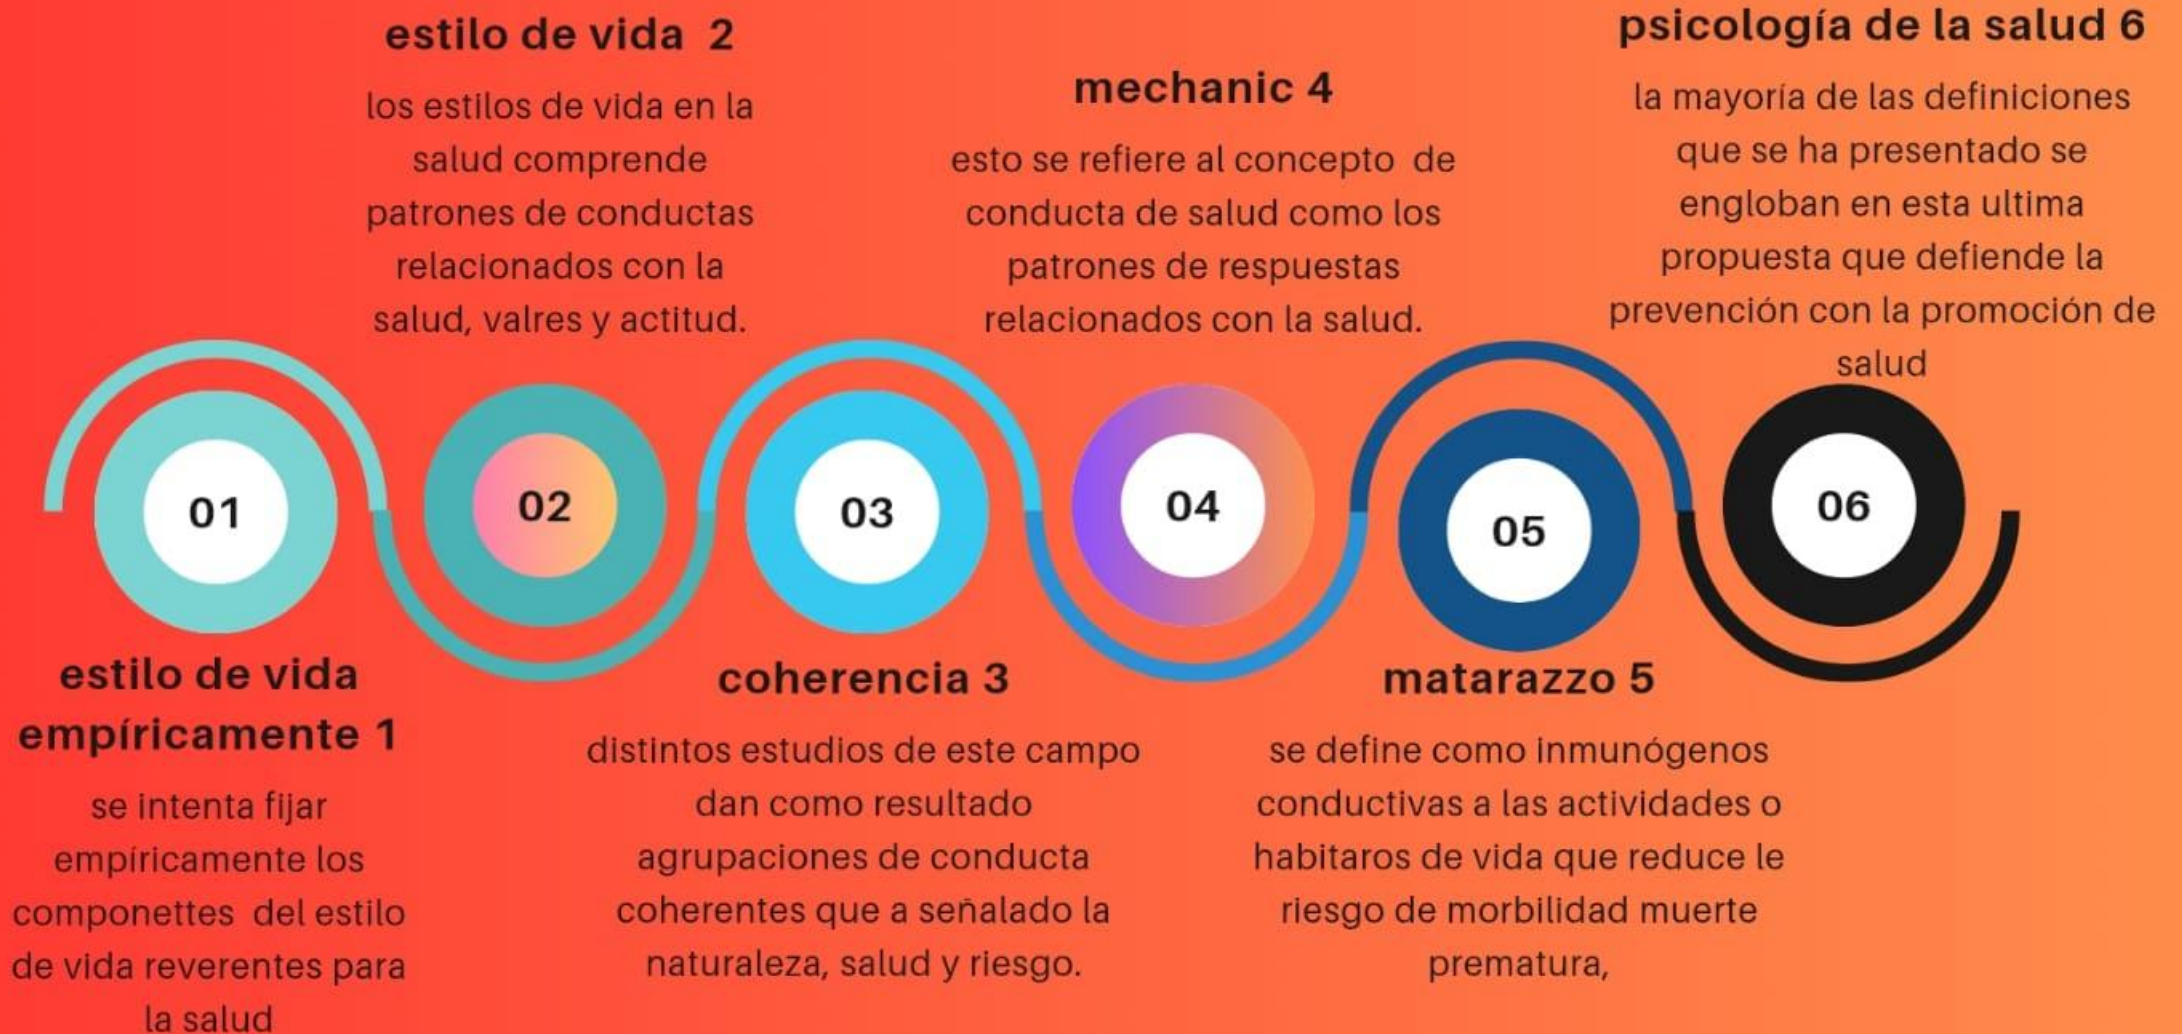 estilo de vida 2
los estilos de vida en la
salud comprende
patrones de conductas
relacionados con la
salud, valres y actitud.
mechanic 4
esto se refiere al concepto de
conducta de salud como los
patrones de respuestas
relacionados con la salud.
psicología de la salud 6
la mayoría de las definiciones
que se ha presentado se
engloban en esta ultima
propuesta que defiende la
prevención con la promoción de
salud
01
02
03
04
05
06
estilo de vida
empíricamente 1
se intenta fijar
empíricamente los
componettes del estilo
de vida reverentes para
la salud
coherencia 3
distintos estudios de este campo
dan como resultado
agrupaciones de conducta
coherentes que a señalado la
naturaleza, salud y riesgo.
matarazzo 5
se define como inmunógenos
conductivas a las actividades o
habitaros de vida que reduce le
riesgo de morbilidad muerte
prematura,